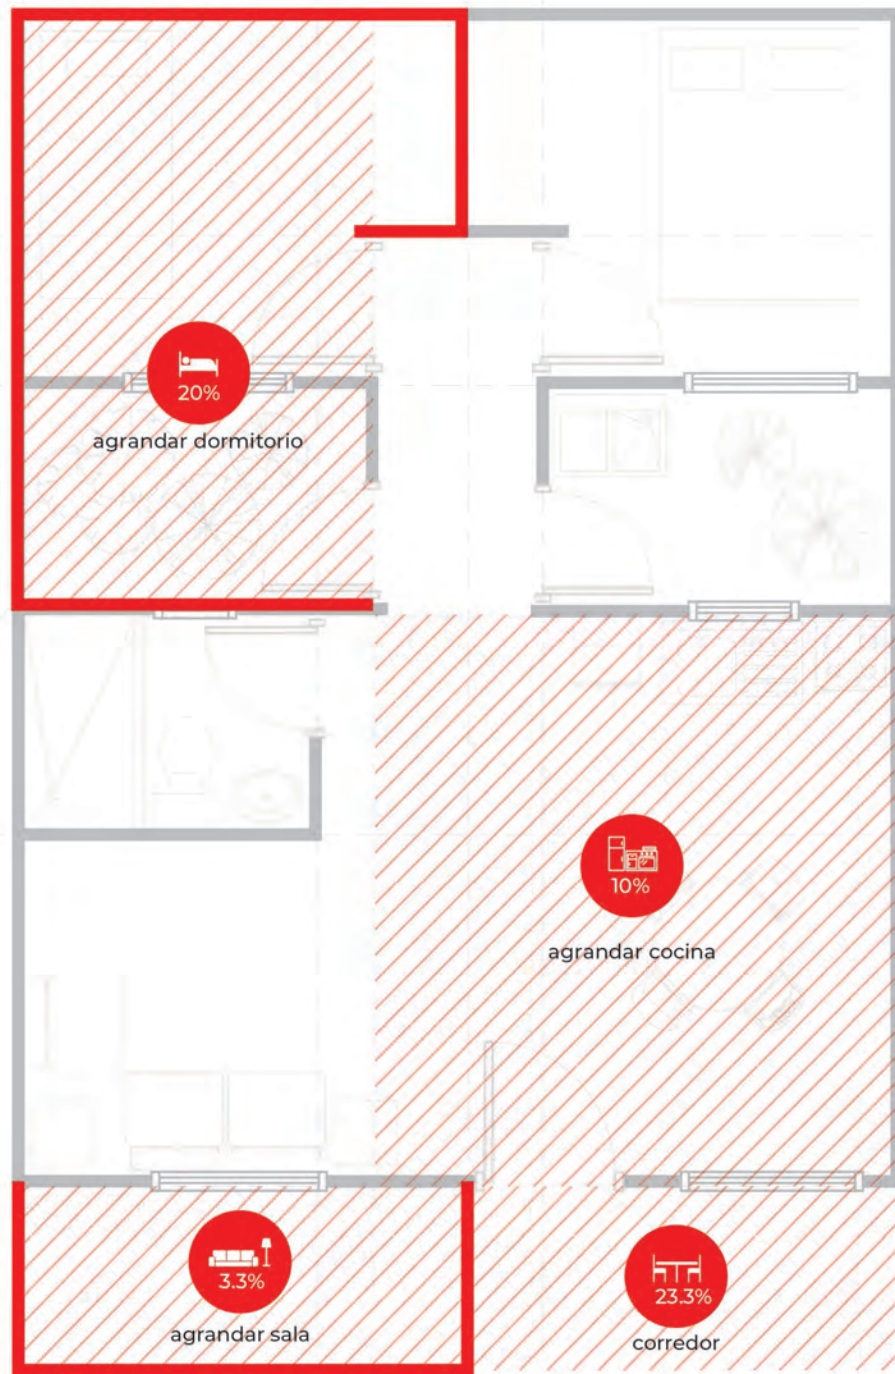 20%
agrandar dormitorio
10%
agrandar cocina
3.3%
agrandar sala
23.3%
corredor